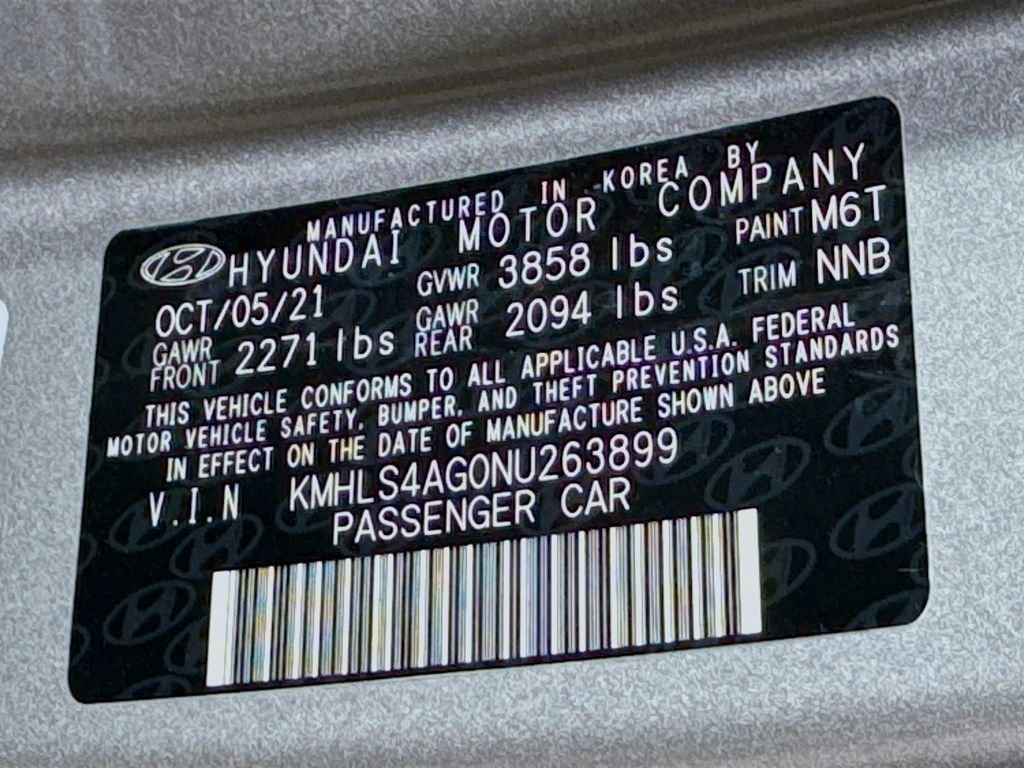 MANUFACTURED IN KOREA BY
HYUNDAI MOTOR COMPANY
OCT/05/21 GVWR 3858 lbs PAINT M6T
GAWR FRONT 2271 lbs GAWR REAR 2094 lbs TRIM NNB
THIS VEHICLE CONFORMS TO ALL APPLICABLE U.S.A. FEDERAL
MOTOR VEHICLE SAFETY, BUMPER, AND THEFT PREVENTION STANDARDS
IN EFFECT ON THE DATE OF MANUFACTURE SHOWN ABOVE
V.I.N KMHLS4AG0NU263899
PASSENGER CAR